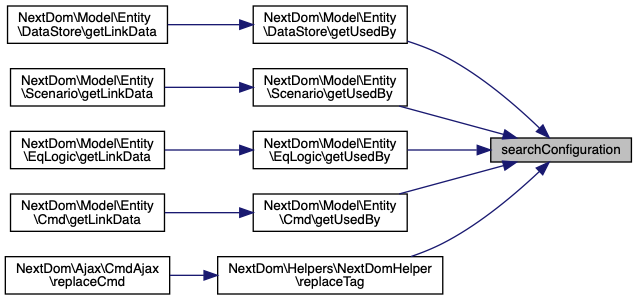 NextDom\Model\Entity
\DataStore\getLinkData
NextDom\Model\Entity
\DataStore\getUsedBy
NextDom\Model\Entity
\Scenario\getLinkData
NextDom\Model\Entity
\Scenario\getUsedBy
NextDom\Model\Entity
\EqLogic\getLinkData
NextDom\Model\Entity
\EqLogic\getUsedBy
searchConfiguration
NextDom\Model\Entity
\Cmd\getLinkData
NextDom\Model\Entity
\Cmd\getUsedBy
NextDom\Ajax\CmdAjax
\replaceCmd
NextDom\Helpers\NextDomHelper
\replaceTag